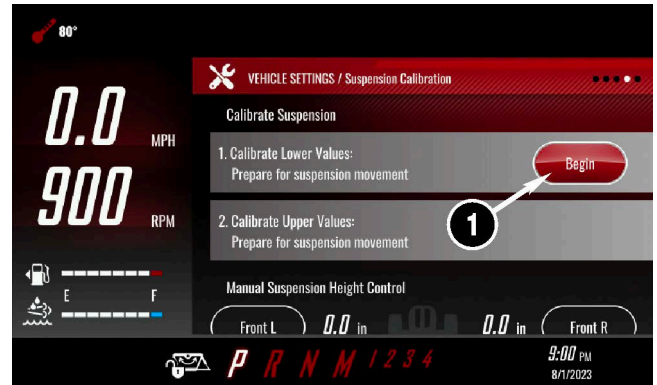 80°
VEHICLE SETTINGS / Suspension Calibration
0.0 MPH
900 RPM
E F
Calibrate Suspension
1. Calibrate Lower Values:
Prepare for suspension movement
Begin
1
2. Calibrate Upper Values:
Prepare for suspension movement
Manual Suspension Height Control
Front L 0.0 in 0.0 in Front R
P R N M 1 2 3 4
9:00 PM
8/1/2023